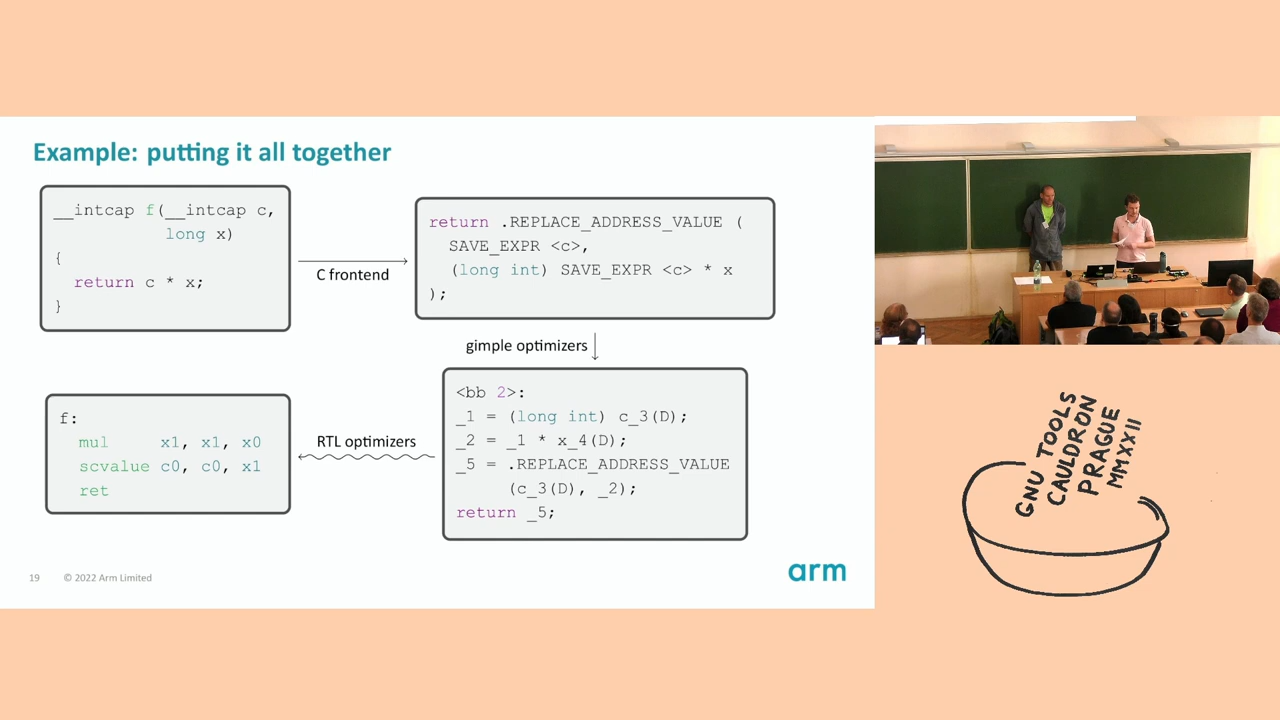 Example: putting it all together
__intcap f(__intcap c,
long x)
{
return c * x;
}
C frontend
return .REPLACE_ADDRESS_VALUE (
SAVE_EXPR <c>,
(long int) SAVE_EXPR <c> * x
);
gimple optimizers
<bb 2>:
_1 = (long int) c_3(D);
_2 = _1 * x_4(D);
_5 = .REPLACE_ADDRESS_VALUE
(c_3(D), _2);
return _5;
RTL optimizers
f:
mul x1, x1, x0
scvalue c0, c0, x1
ret
19 © 2022 Arm Limited
arm
GNU TOOLS
CAULDRON
PRAGUE
MMXXII